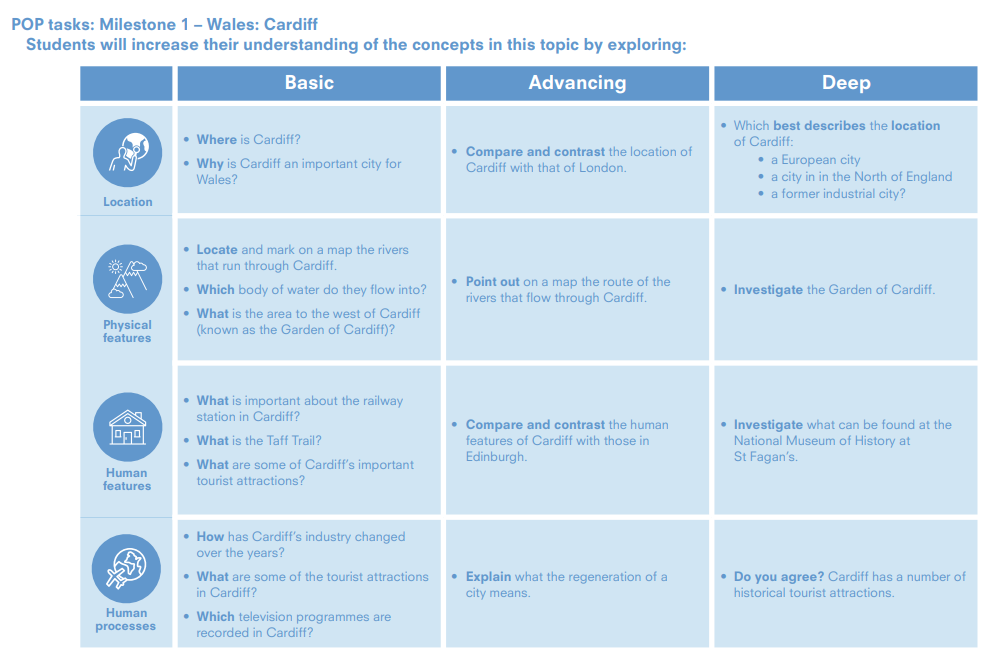 POP tasks: Milestone 1 – Wales: Cardiff
Students will increase their understanding of the concepts in this topic by exploring:
Basic
Advancing
Deep
Location
• Where is Cardiff?
• Why is Cardiff an important city for
Wales?
• Compare and contrast the location of
Cardiff with that of London.
• Which best describes the location
of Cardiff:
• a European city
• a city in in the North of England
• a former industrial city?
Physical
features
• Locate and mark on a map the rivers
that run through Cardiff.
• Which body of water do they flow into?
• What is the area to the west of Cardiff
(known as the Garden of Cardiff)?
• Point out on a map the route of the
rivers that flow through Cardiff.
• Investigate the Garden of Cardiff.
Human
features
• What is important about the railway
station in Cardiff?
• What is the Taff Trail?
• What are some of Cardiff's important
tourist attractions?
• Compare and contrast the human
features of Cardiff with those in
Edinburgh.
• Investigate what can be found at the
National Museum of History at
St Fagan's.
Human
processes
• How has Cardiff's industry changed
over the years?
• What are some of the tourist attractions
in Cardiff?
• Which television programmes are
recorded in Cardiff?
• Explain what the regeneration of a
city means.
• Do you agree? Cardiff has a number of
historical tourist attractions.